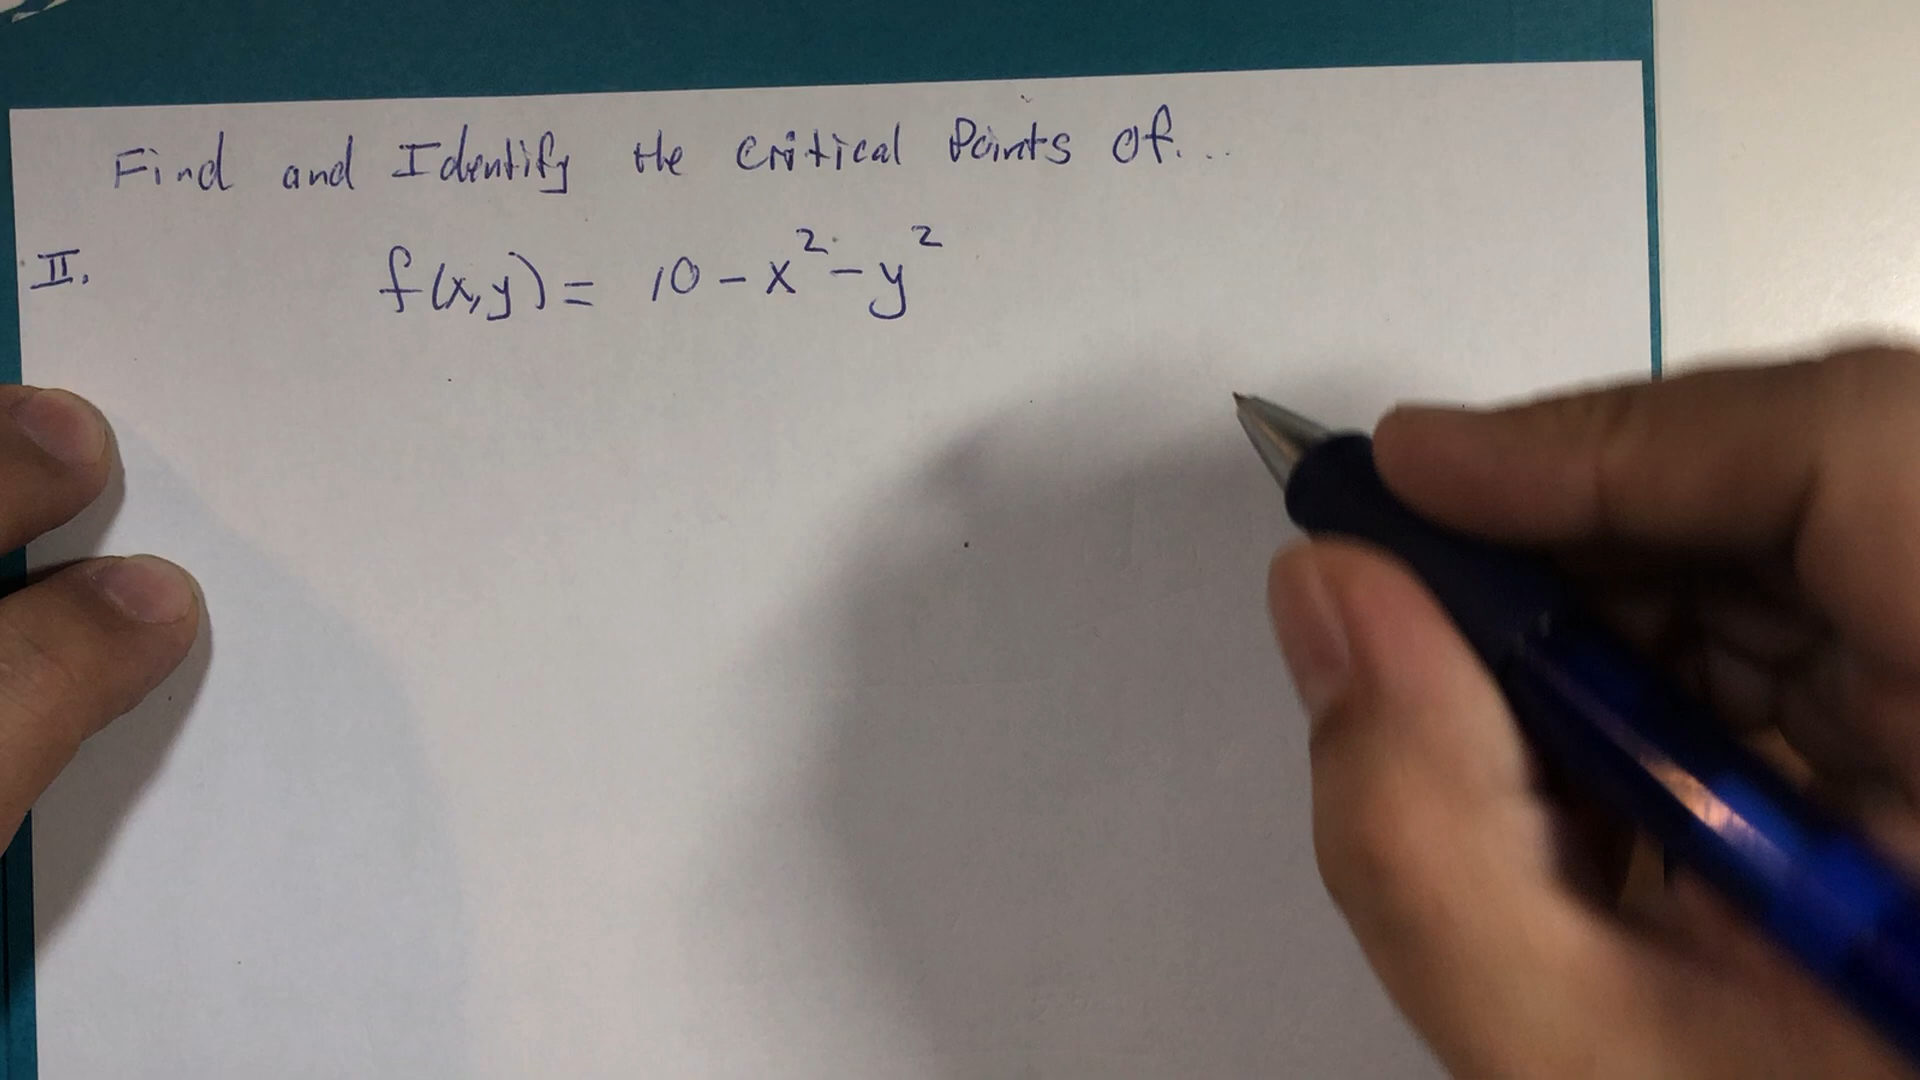 Find and Identify the Critical Points of...
II. f(x,y) = 10 - x² - y²